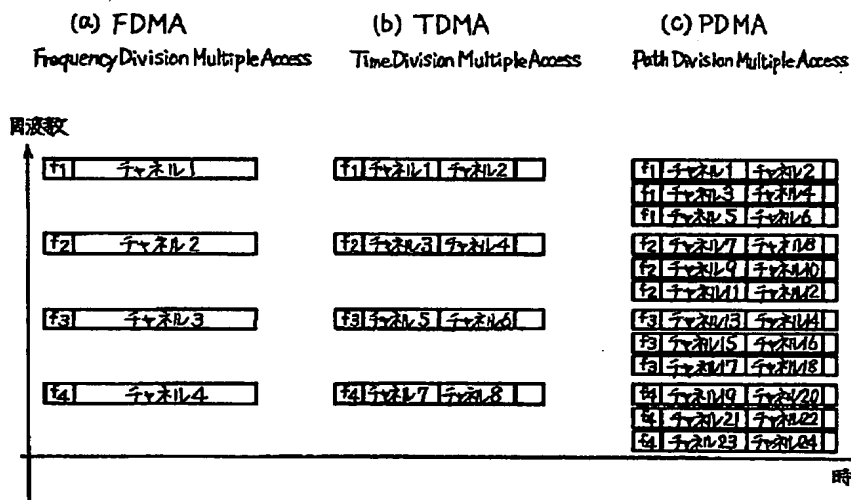 (a) FDMA
Frequency Division Multiple Access
(b) TDMA
Time Division Multiple Access
(c) PDMA
Path Division Multiple Access
周波数
f1 チャネル1
f2 チャネル2
f3 チャネル3
f4 チャネル4
f1 チャネル1 チャネル2
f2 チャネル3 チャネル4
f3 チャネル5 チャネル6
f4 チャネル7 チャネル8
f1 チャネル1 チャネル2
f1 チャネル3 チャネル4
f1 チャネル5 チャネル6
f2 チャネル7 チャネル8
f2 チャネル9 チャネル10
f2 チャネル11 チャネル12
f3 チャネル13 チャネル14
f3 チャネル15 チャネル16
f3 チャネル17 チャネル18
f4 チャネル19 チャネル20
f4 チャネル21 チャネル22
f4 チャネル23 チャネル24
時